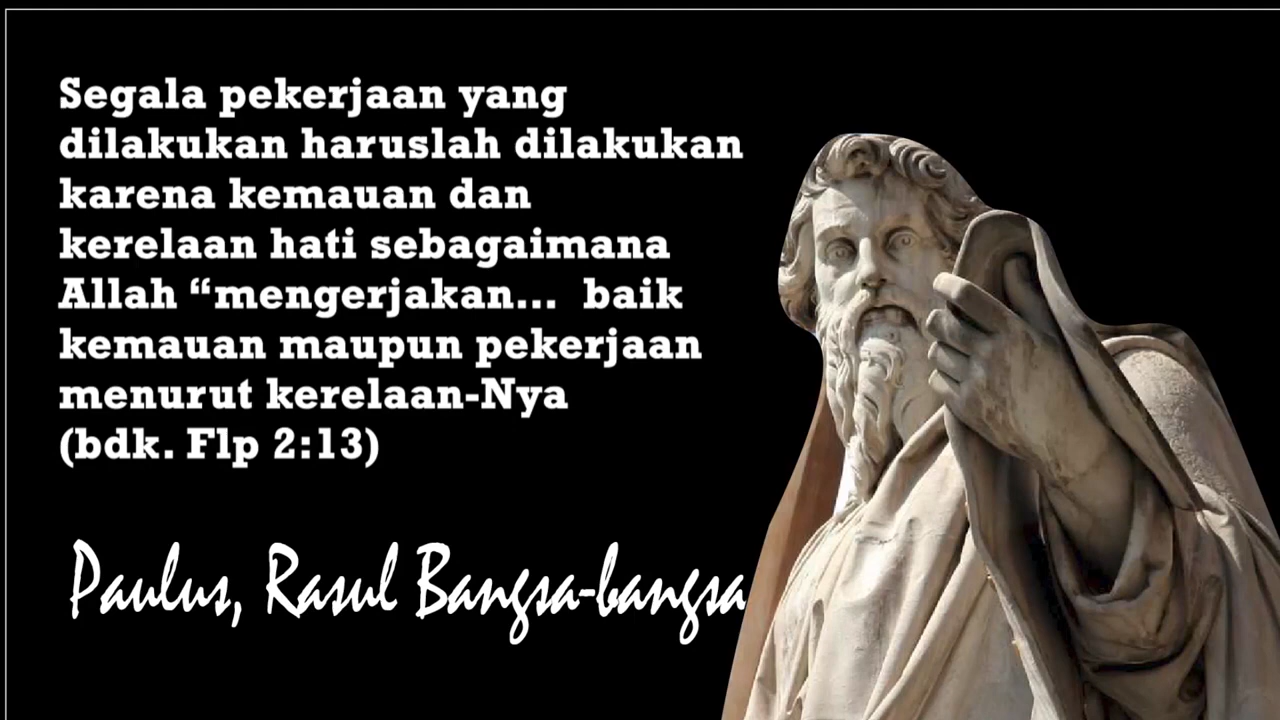 Segala pekerjaan yang
dilakukan haruslah dilakukan
karena kemauan dan
kerelaan hati sebagaimana
Allah “mengerjakan...  baik
kemauan maupun pekerjaan
menurut kerelaan-Nya
(bdk. Flp 2:13)
Paulus, Rasul Bangsa-bangsa